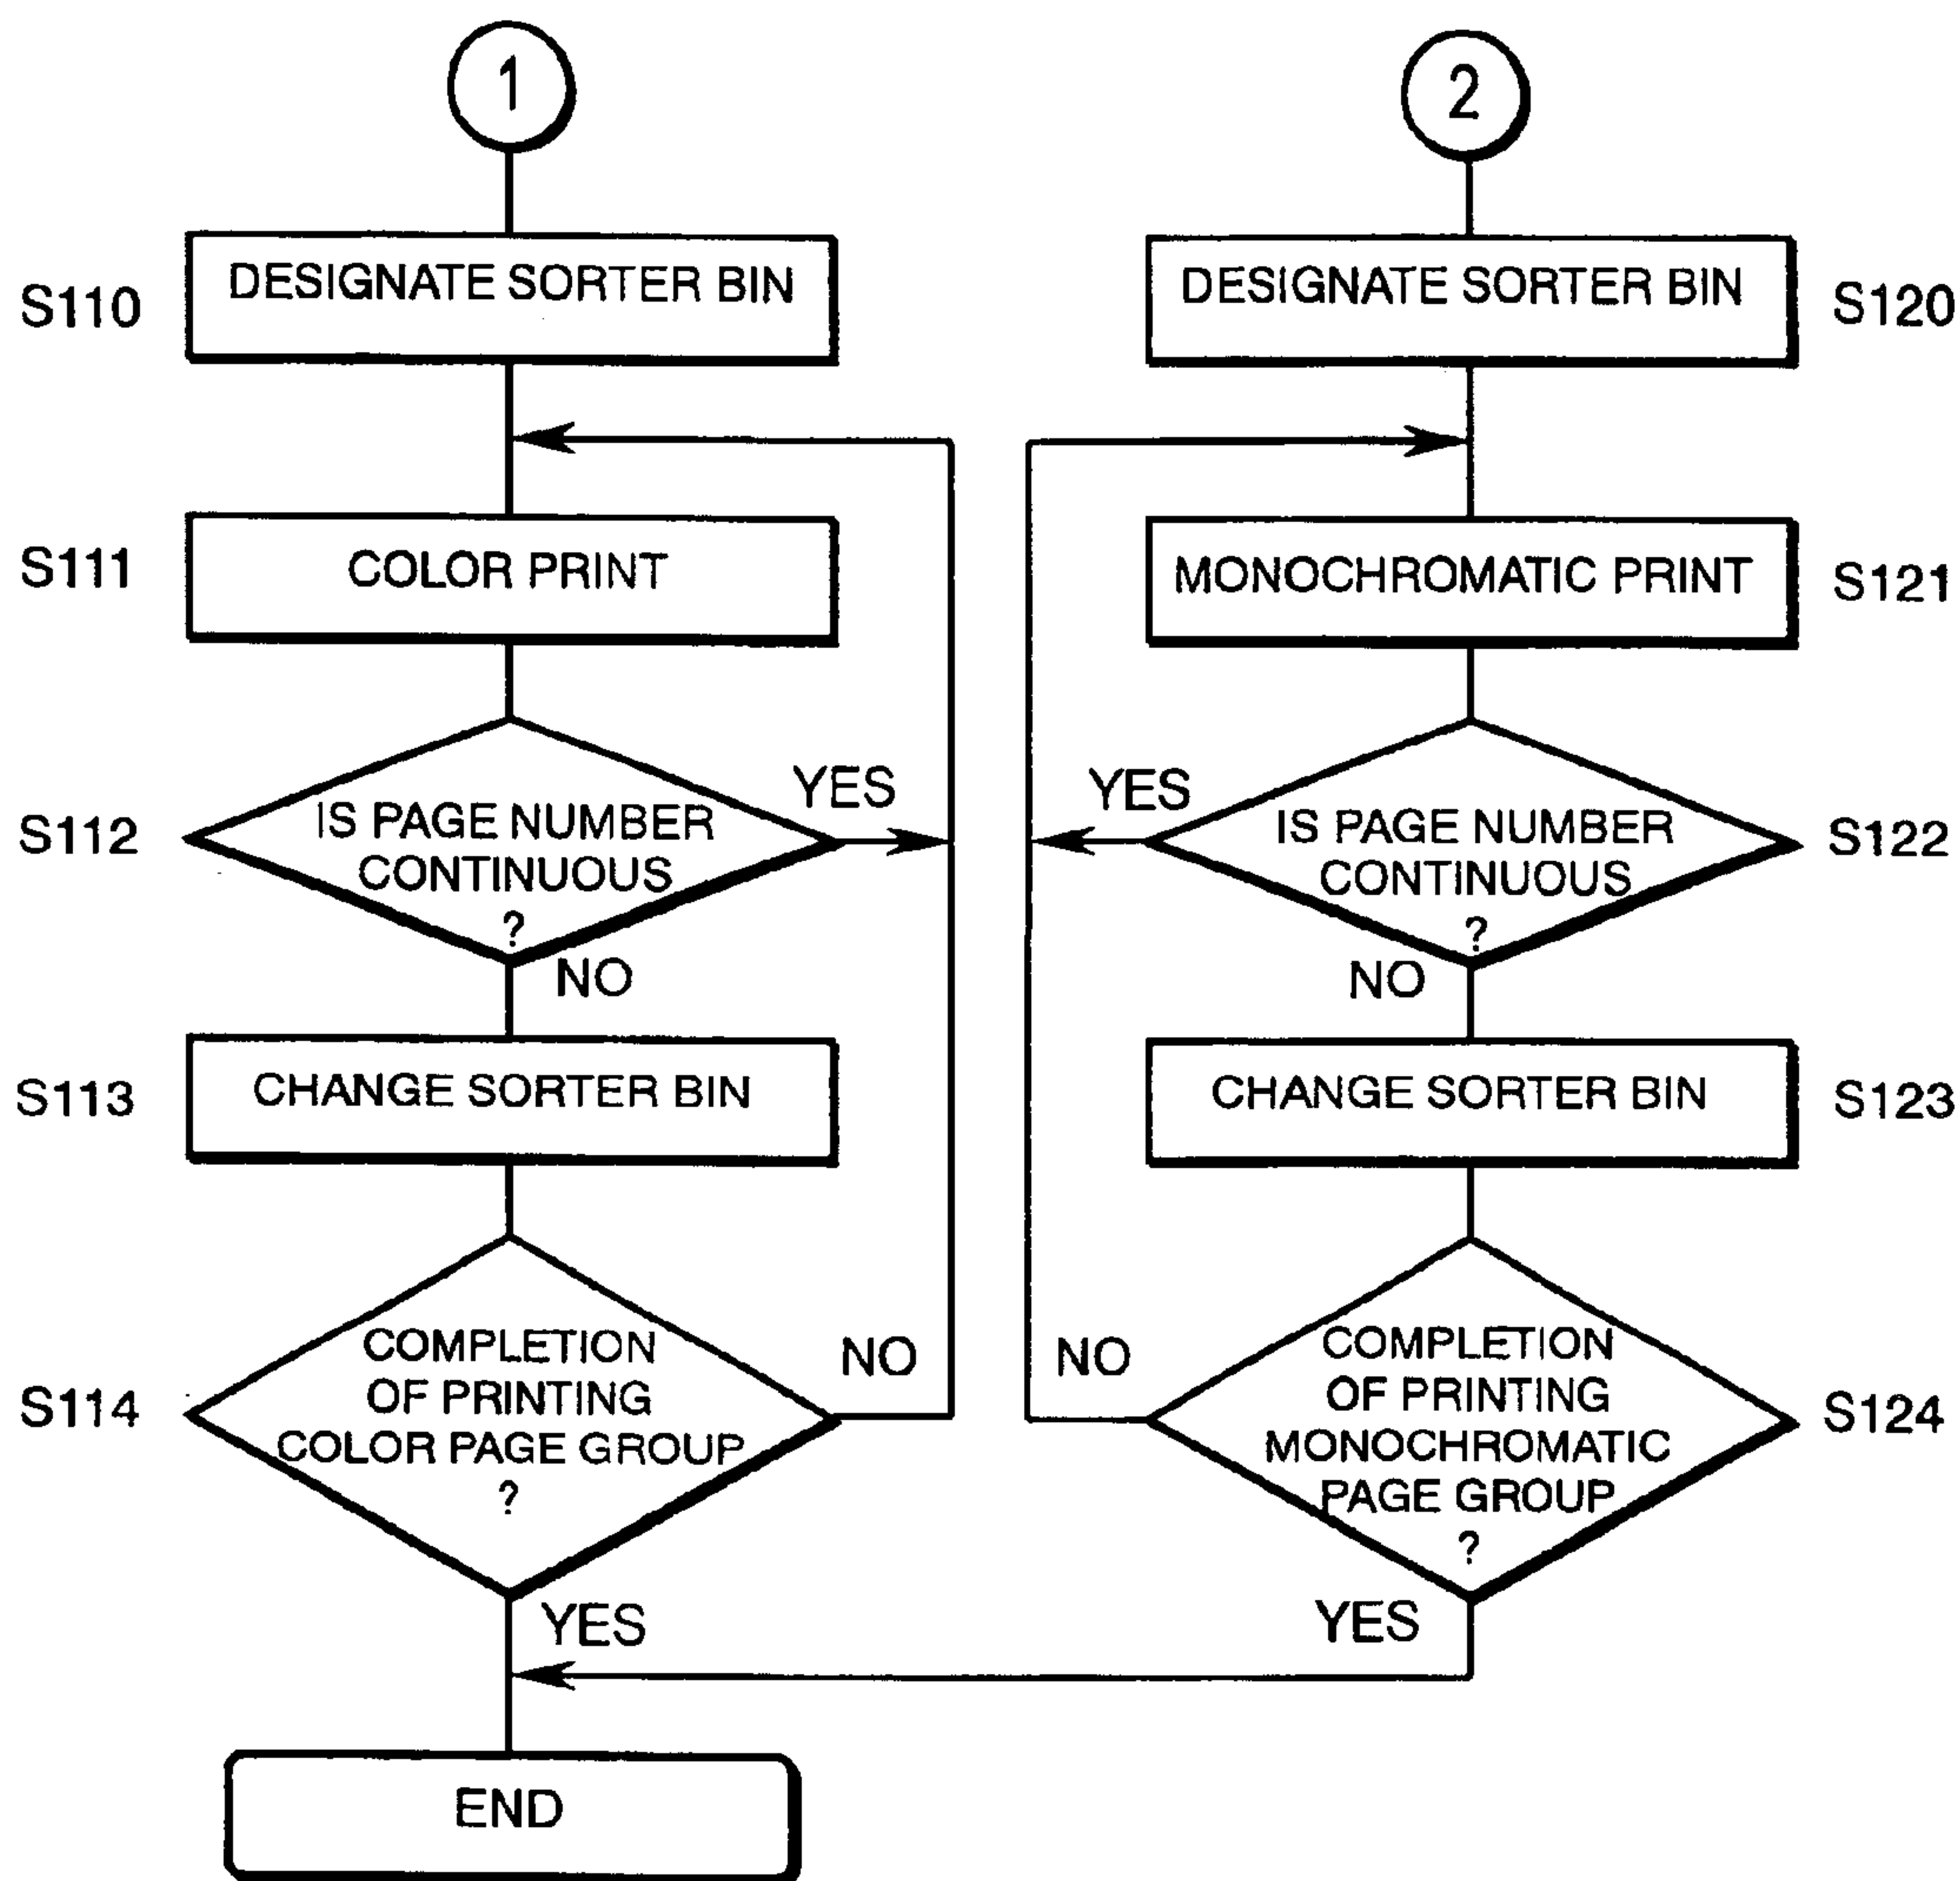 1
S110
DESIGNATE SORTER BIN
S111
COLOR PRINT
S112
IS PAGE NUMBER
CONTINUOUS
?
YES
NO
S113
CHANGE SORTER BIN
S114
COMPLETION
OF PRINTING
COLOR PAGE GROUP
?
NO
YES
END
2
DESIGNATE SORTER BIN
S120
MONOCHROMATIC PRINT
S121
YES
IS PAGE NUMBER
CONTINUOUS
?
S122
NO
CHANGE SORTER BIN
S123
NO
COMPLETION
OF PRINTING
MONOCHROMATIC
PAGE GROUP
?
S124
YES